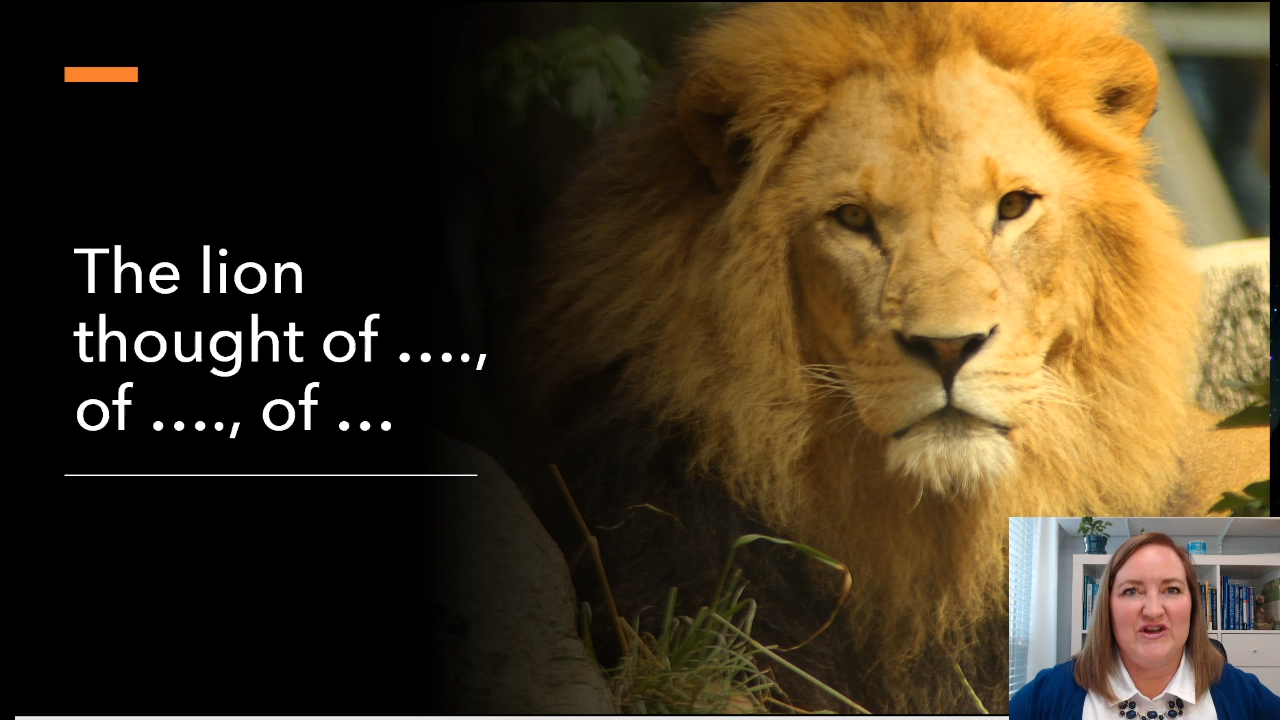 The lion
thought of ....,
of ...., of ...